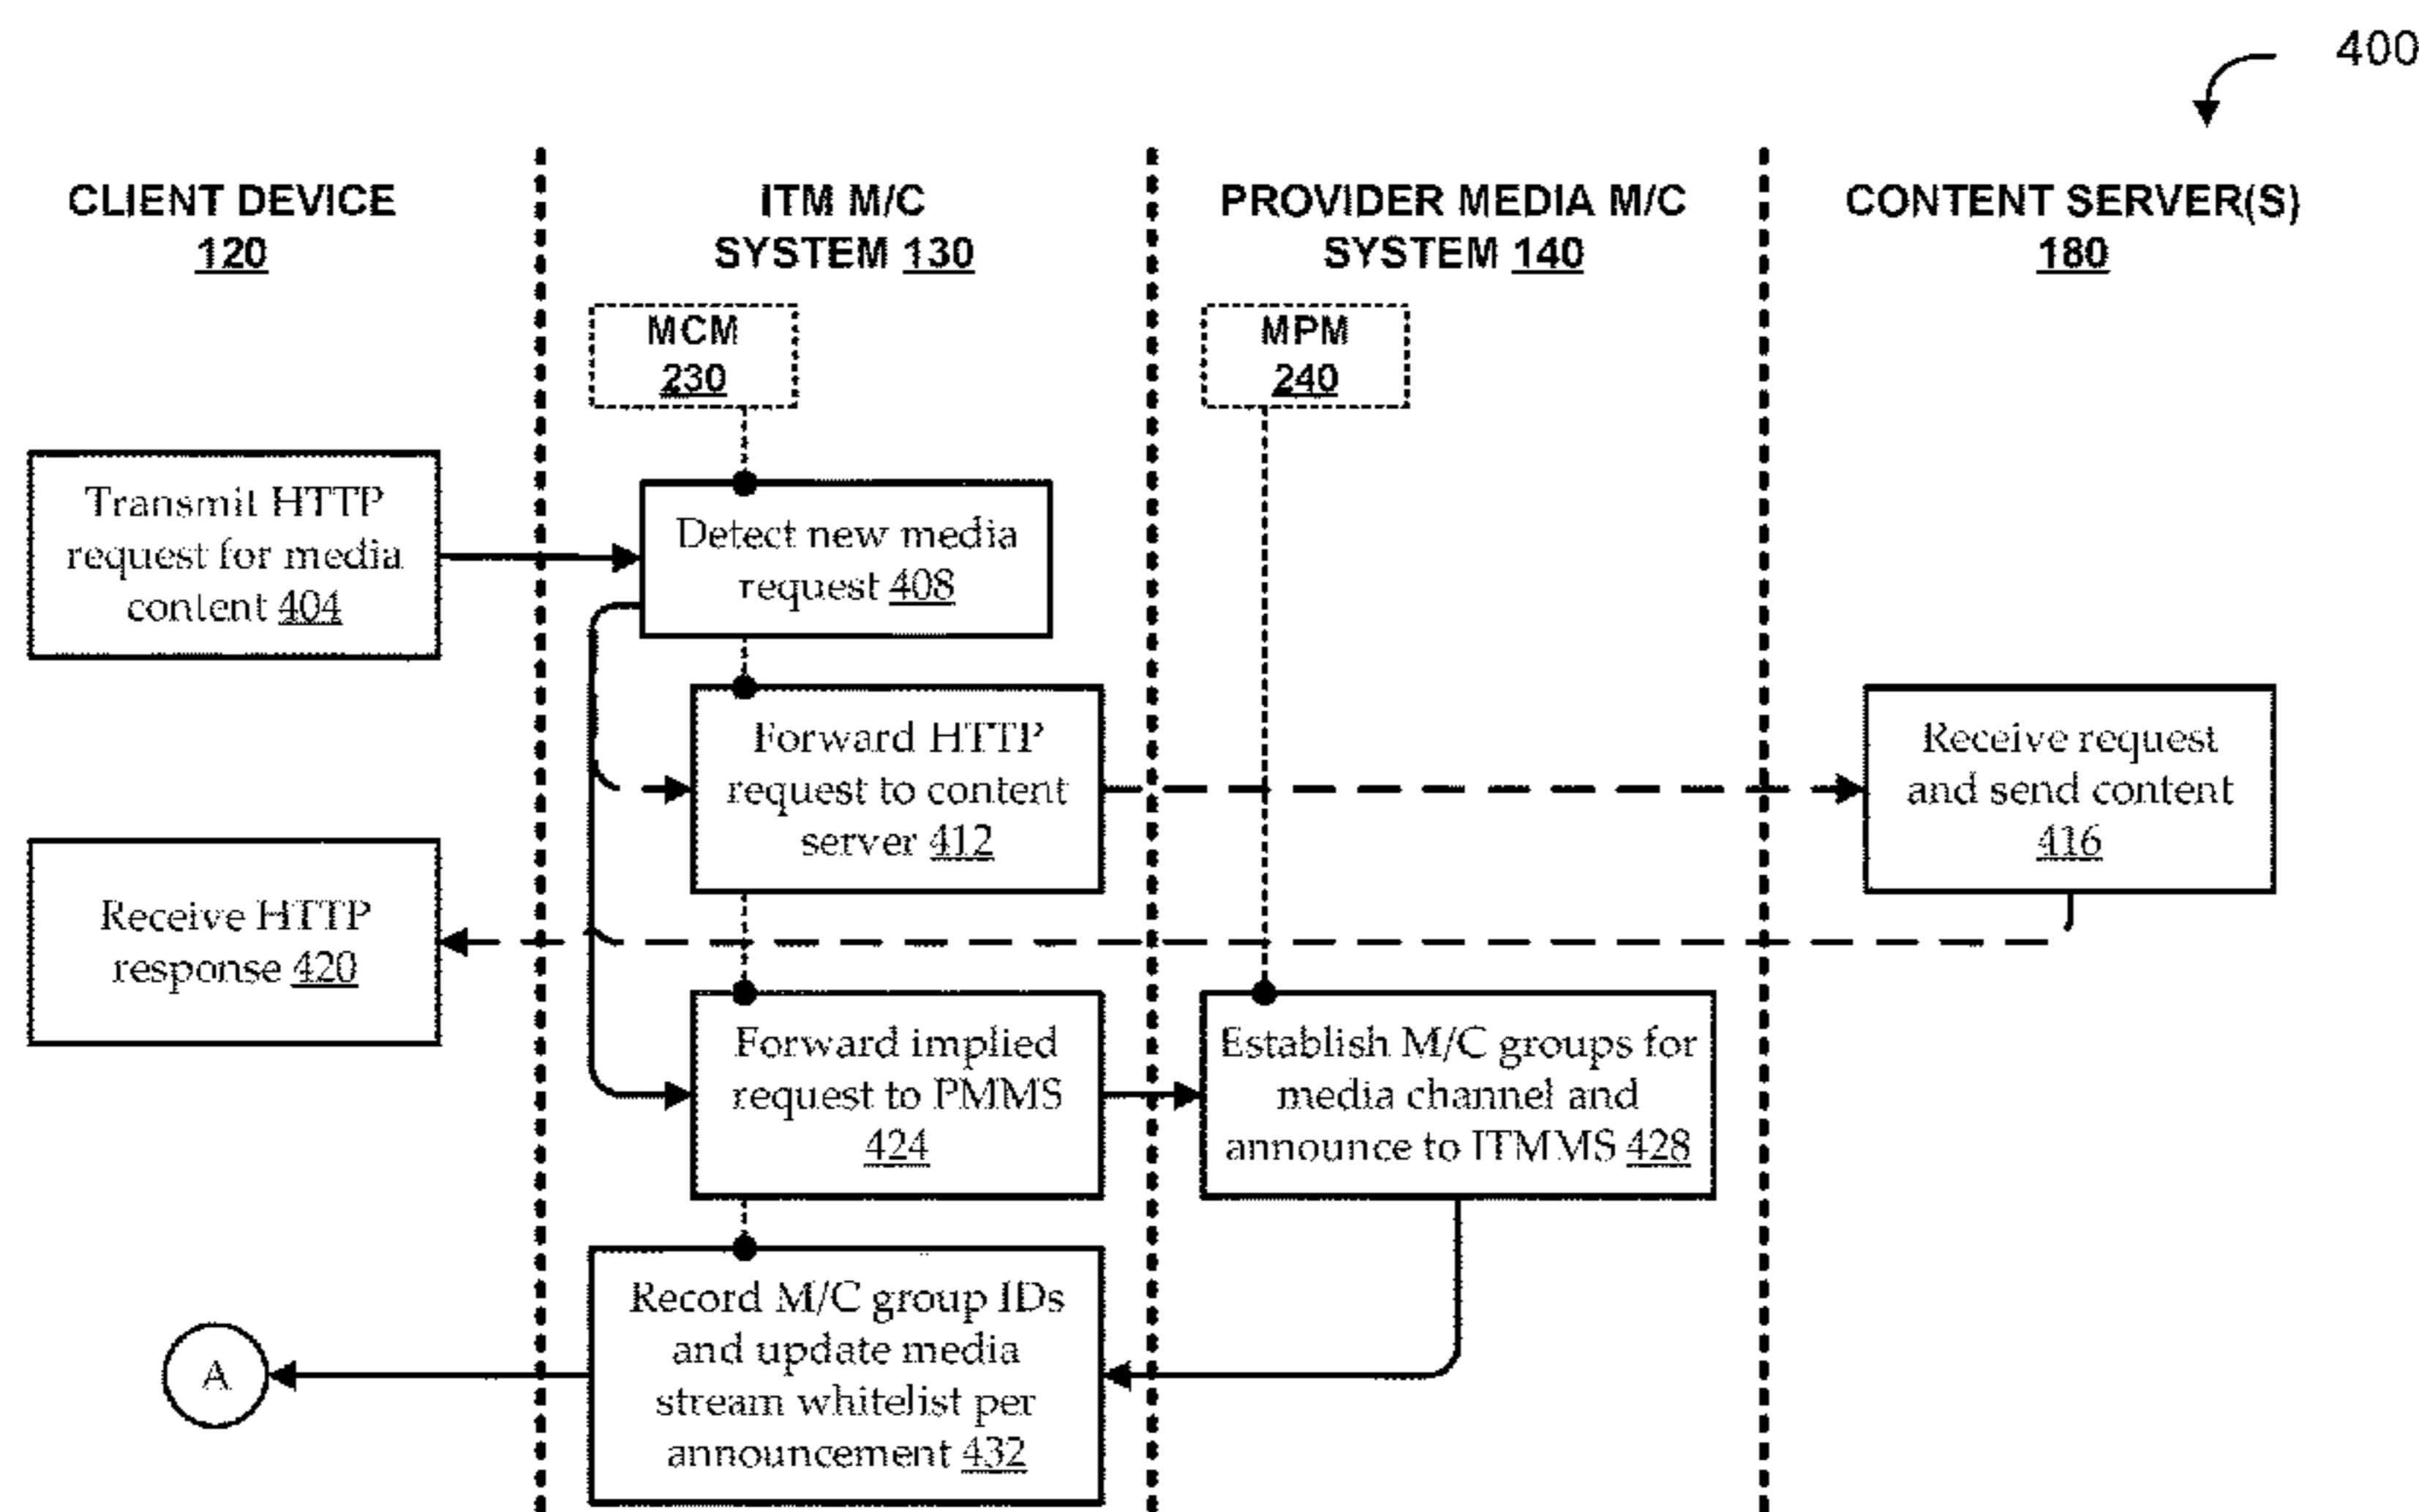 400
CLIENT DEVICE
120
ITM M/C
SYSTEM 130
PROVIDER MEDIA M/C
SYSTEM 140
CONTENT SERVER(S)
180
MCM
230
MPM
240
Transmit HTTP
request for media
content 404
Detect new media
request 408
Forward HTTP
request to content
server 412
Receive request
and send content
416
Receive HTTP
response 420
Forward implied
request to PMMS
424
Establish M/C groups for
media channel and
announce to ITMMS 428
Record M/C group IDs
and update media
stream whitelist per
announcement 432
A